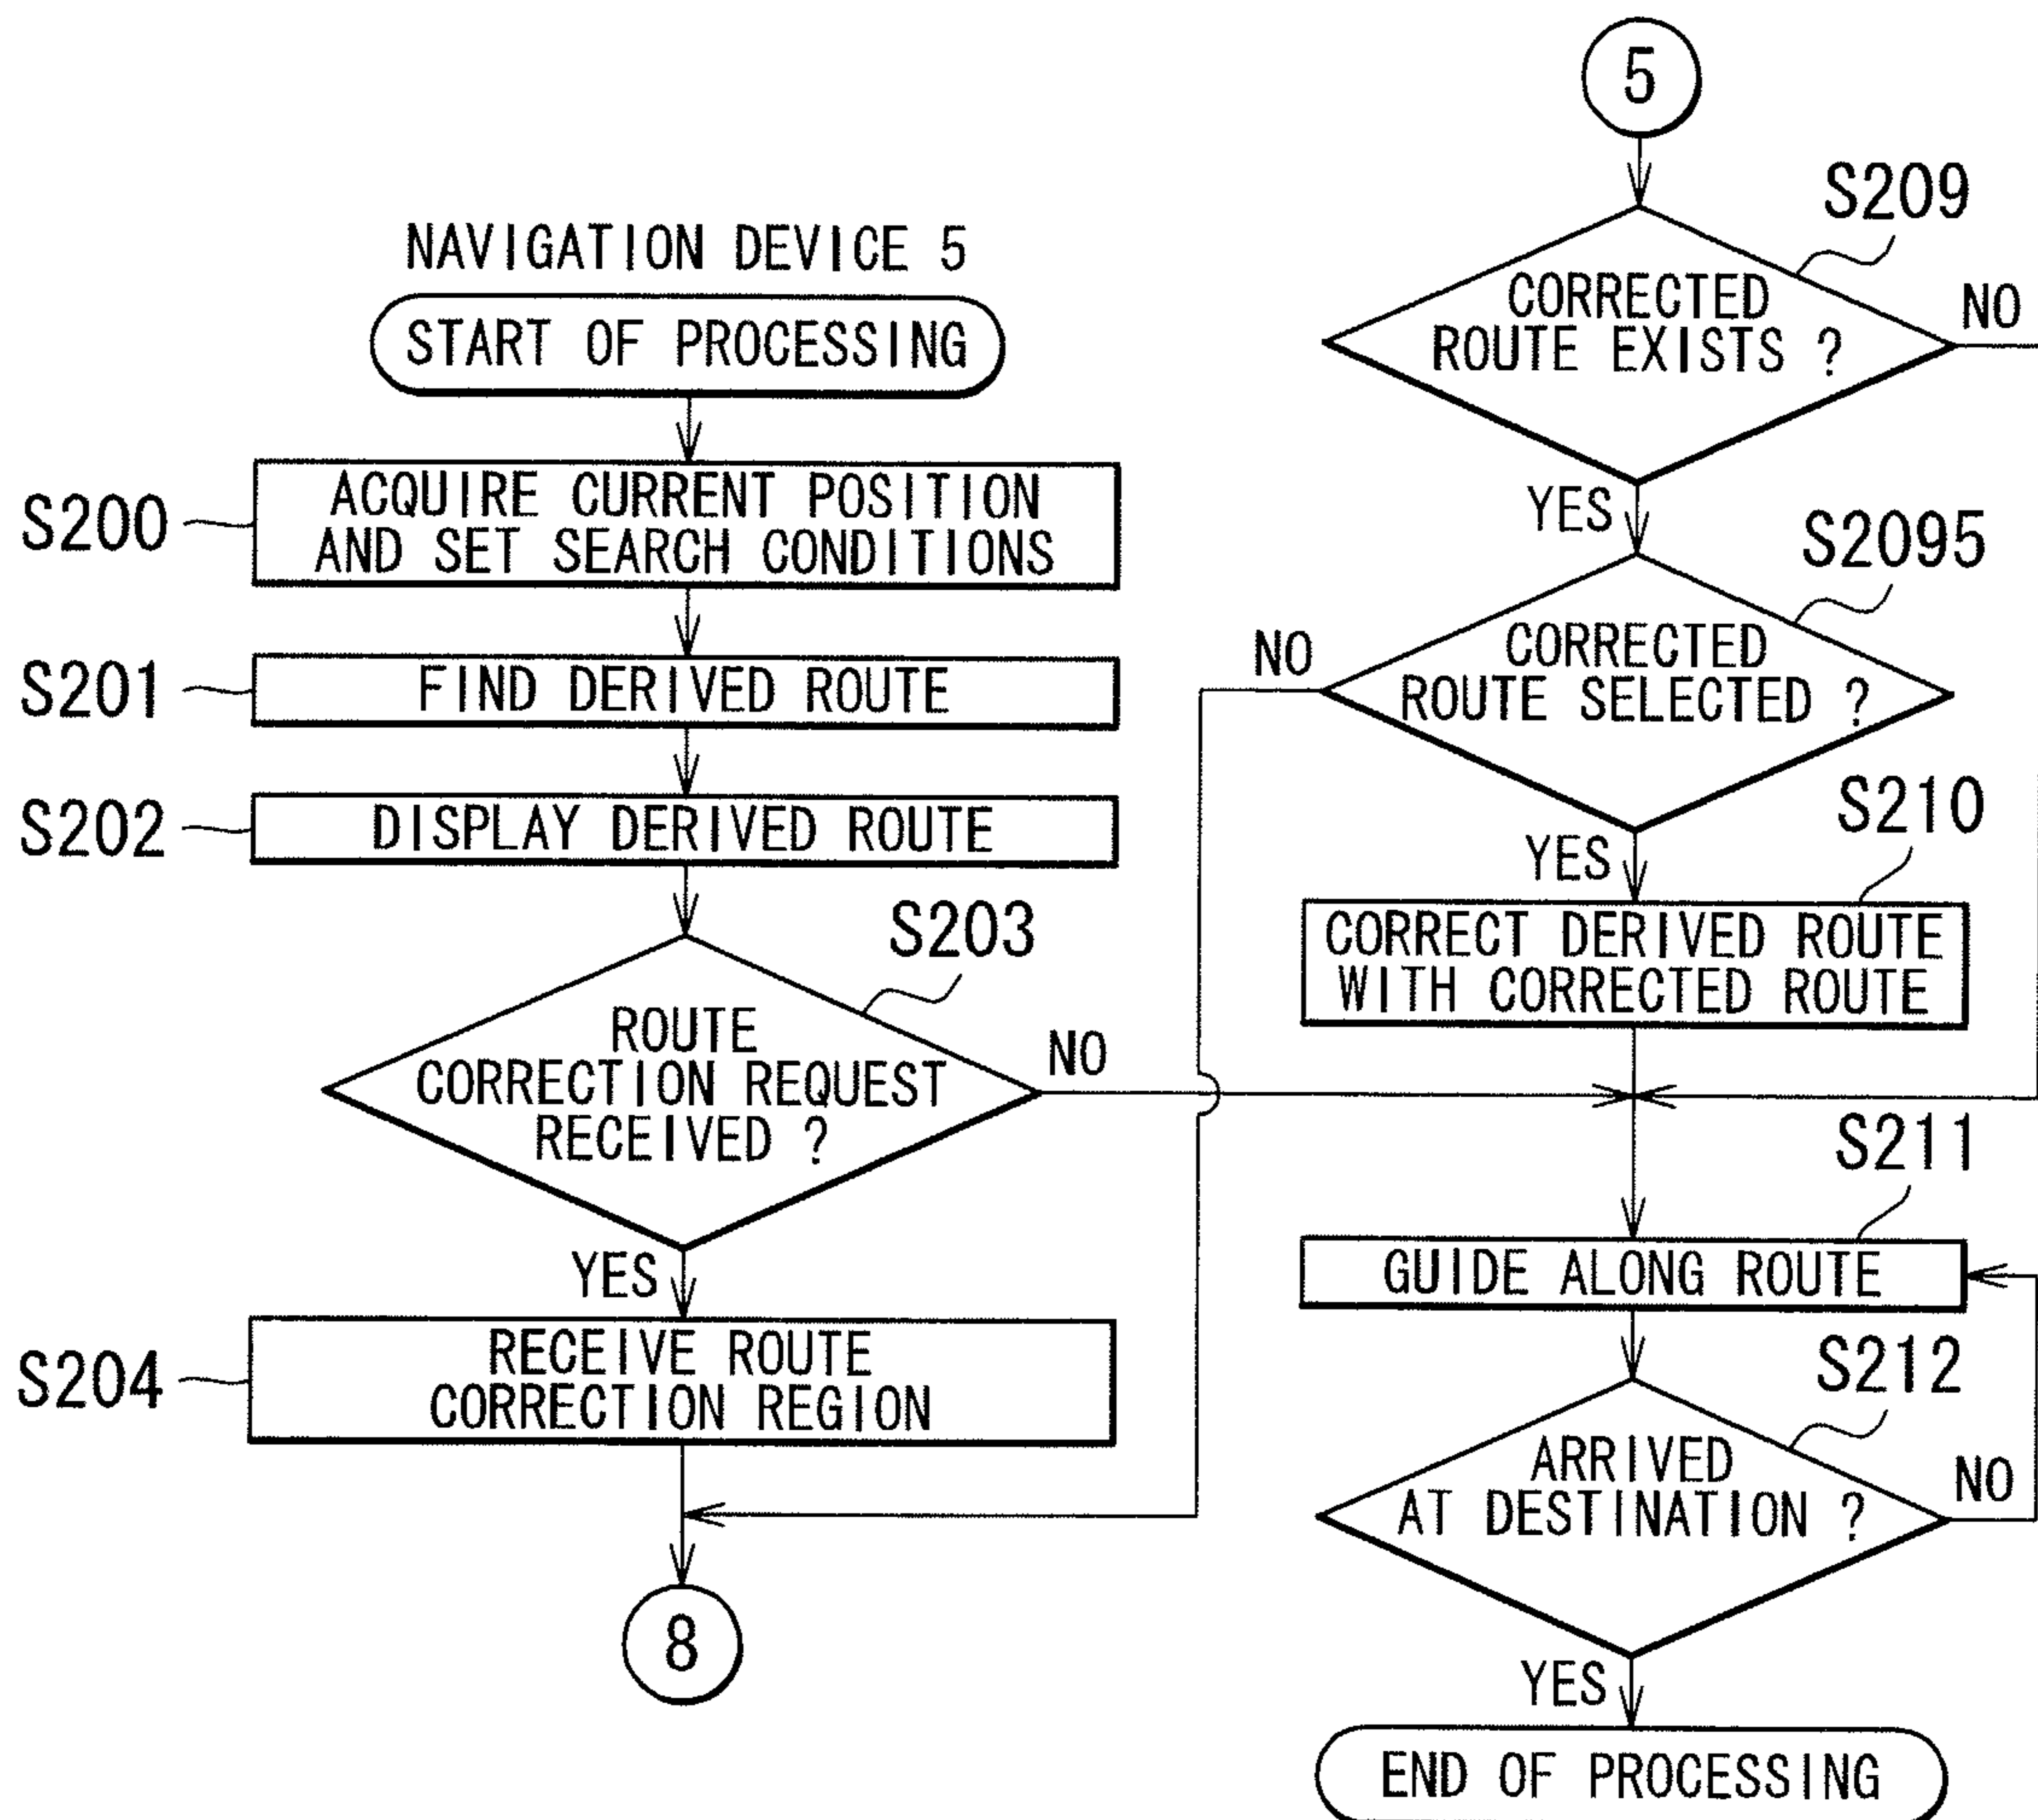 NAVIGATION DEVICE 5
START OF PROCESSING
S200
ACQUIRE CURRENT POSITION
AND SET SEARCH CONDITIONS
S201
FIND DERIVED ROUTE
S202
DISPLAY DERIVED ROUTE
S203
ROUTE
CORRECTION REQUEST
RECEIVED ?
NO
YES
S204
RECEIVE ROUTE
CORRECTION REGION
8
5
S209
CORRECTED
ROUTE EXISTS ?
NO
YES
S2095
CORRECTED
ROUTE SELECTED ?
NO
YES
S210
CORRECT DERIVED ROUTE
WITH CORRECTED ROUTE
S211
GUIDE ALONG ROUTE
S212
ARRIVED
AT DESTINATION ?
NO
YES
END OF PROCESSING